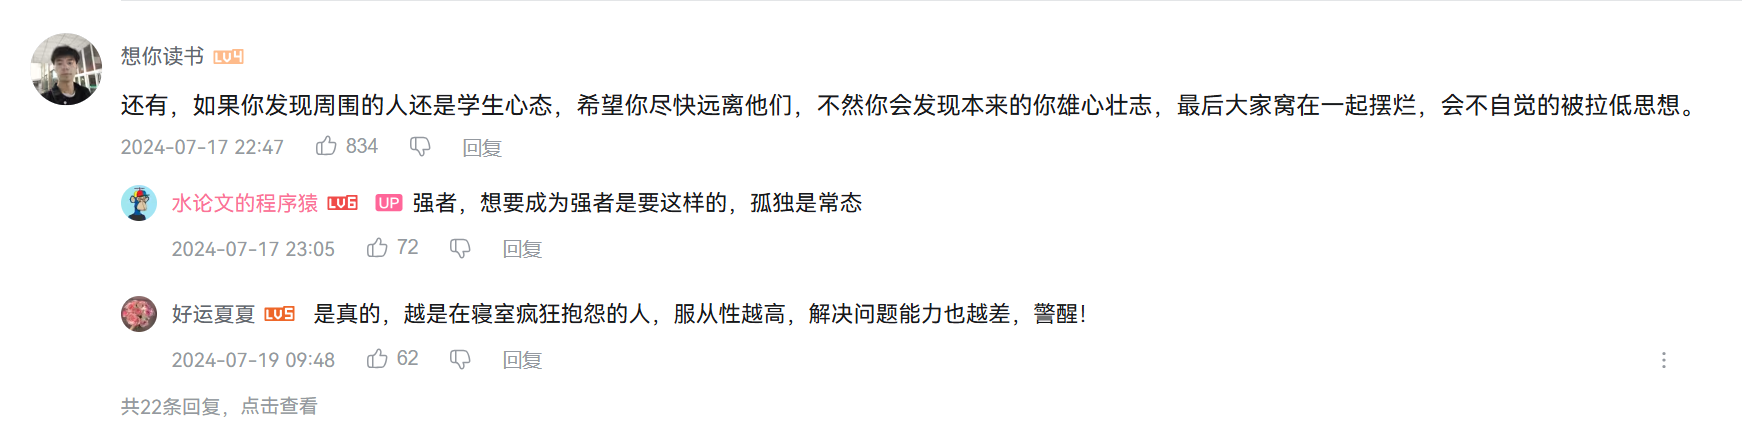 想你读书 LV4
还有，如果你发现周围的人还是学生心态，希望你尽快远离他们，不然你会发现本来的你雄心壮志，最后大家窝在一起摆烂，会不自觉的被拉低思想。
2024-07-17 22:47 834 回复
水论文的程序猿 LV6 UP 强者，想要成为强者是要这样的，孤独是常态
2024-07-17 23:05 72 回复
好运夏夏 LV5 是真的，越是在寝室疯狂抱怨的人，服从性越高，解决问题能力也越差，警醒！
2024-07-19 09:48 62 回复
共22条回复，点击查看